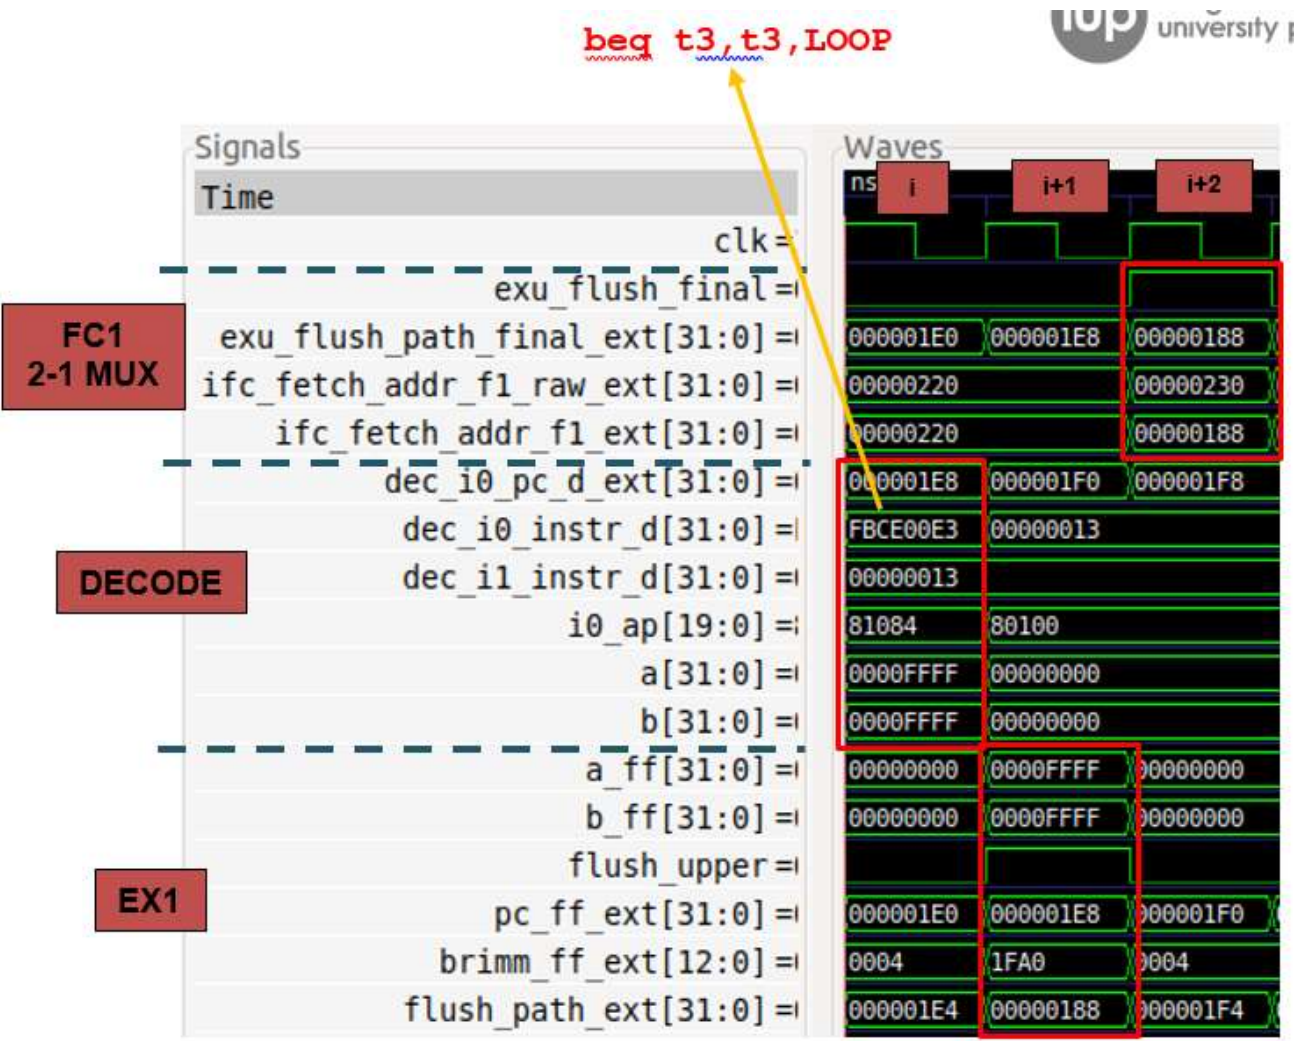 iup
university p
beq t3,t3,LOOP
Signals
Waves
Time
ns
i
i+1
i+2
clk=
exu_flush_final=
FC1
2-1 MUX
exu_flush_path_final_ext[31:0]= 000001E0 000001E8 00000188
ifc_fetch_addr_f1_raw_ext[31:0]= 00000220 00000230
ifc_fetch_addr_f1_ext[31:0]= 00000220 00000188
dec_i0_pc_d_ext[31:0]= 000001E8 000001F0 000001F8
dec_i0_instr_d[31:0]= FBCE00E3 00000013
DECODE
dec_i1_instr_d[31:0]= 00000013
i0_ap[19:0]= 81084 80100
a[31:0]= 0000FFFF 00000000
b[31:0]= 0000FFFF 00000000
a_ff[31:0]= 00000000 0000FFFF 00000000
b_ff[31:0]= 00000000 0000FFFF 00000000
flush_upper=
EX1
pc_ff_ext[31:0]= 000001E0 000001E8 000001F0
brimm_ff_ext[12:0]= 0004 1FA0 0004
flush_path_ext[31:0]= 000001E4 00000188 000001F4